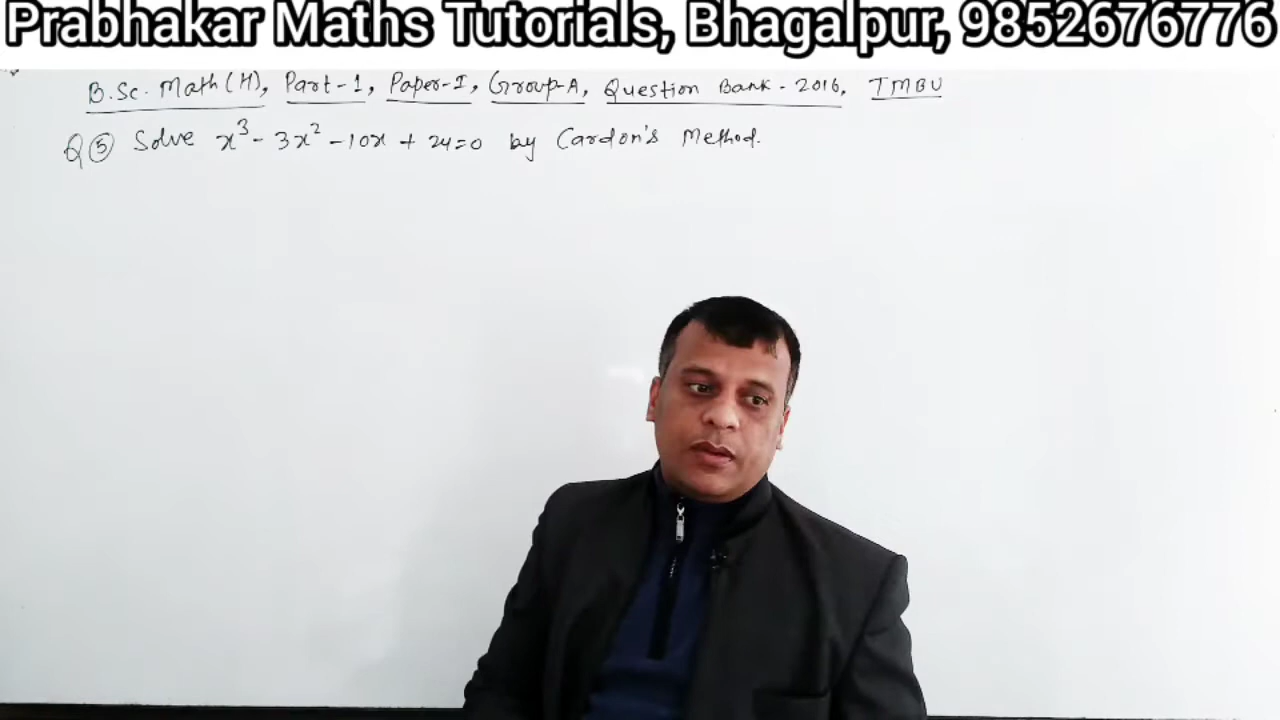 Prabhakar Maths Tutorials, Bhagalpur, 9852676776
B.Sc. Math (H), Part-1, Paper-I, Group-A, Question Bank - 2016, TMBU
Q⑤ Solve x³ - 3x² - 10x + 24 = 0 by Cardon's Method.